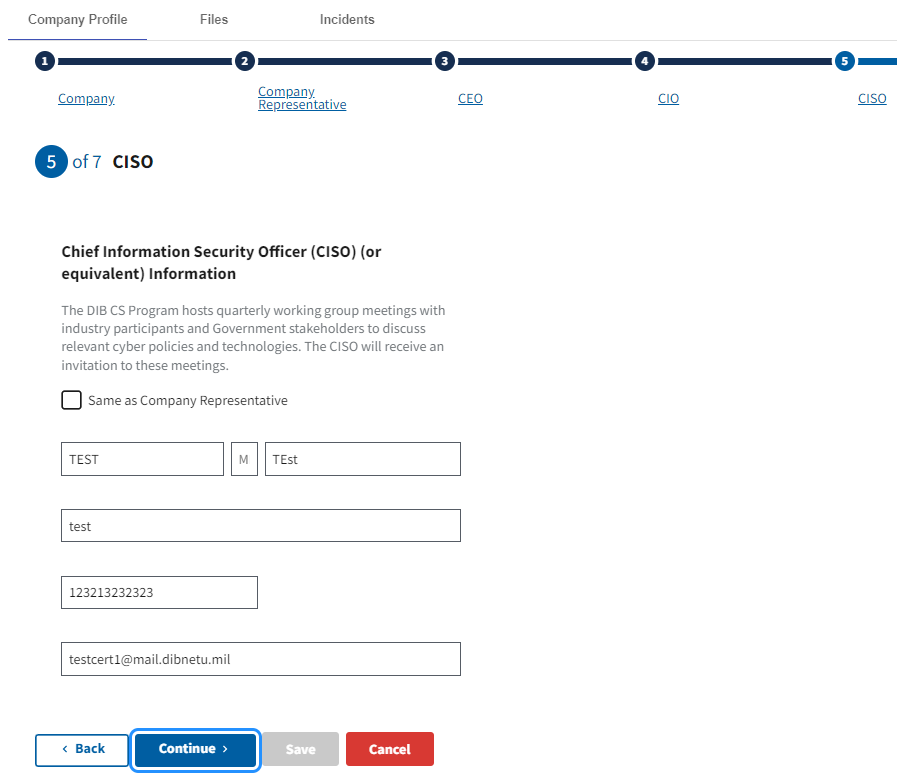 Company Profile Files Incidents
1 2 3 4 5
Company Company Representative CEO CIO CISO
5 of 7 CISO
Chief Information Security Officer (CISO) (or
equivalent) Information
The DIB CS Program hosts quarterly working group meetings with
industry participants and Government stakeholders to discuss
relevant cyber policies and technologies. The CISO will receive an
invitation to these meetings.
Same as Company Representative
TEST M TEst
test
123213232323
testcert1@mail.dibnetu.mil
‹ Back Continue › Save Cancel